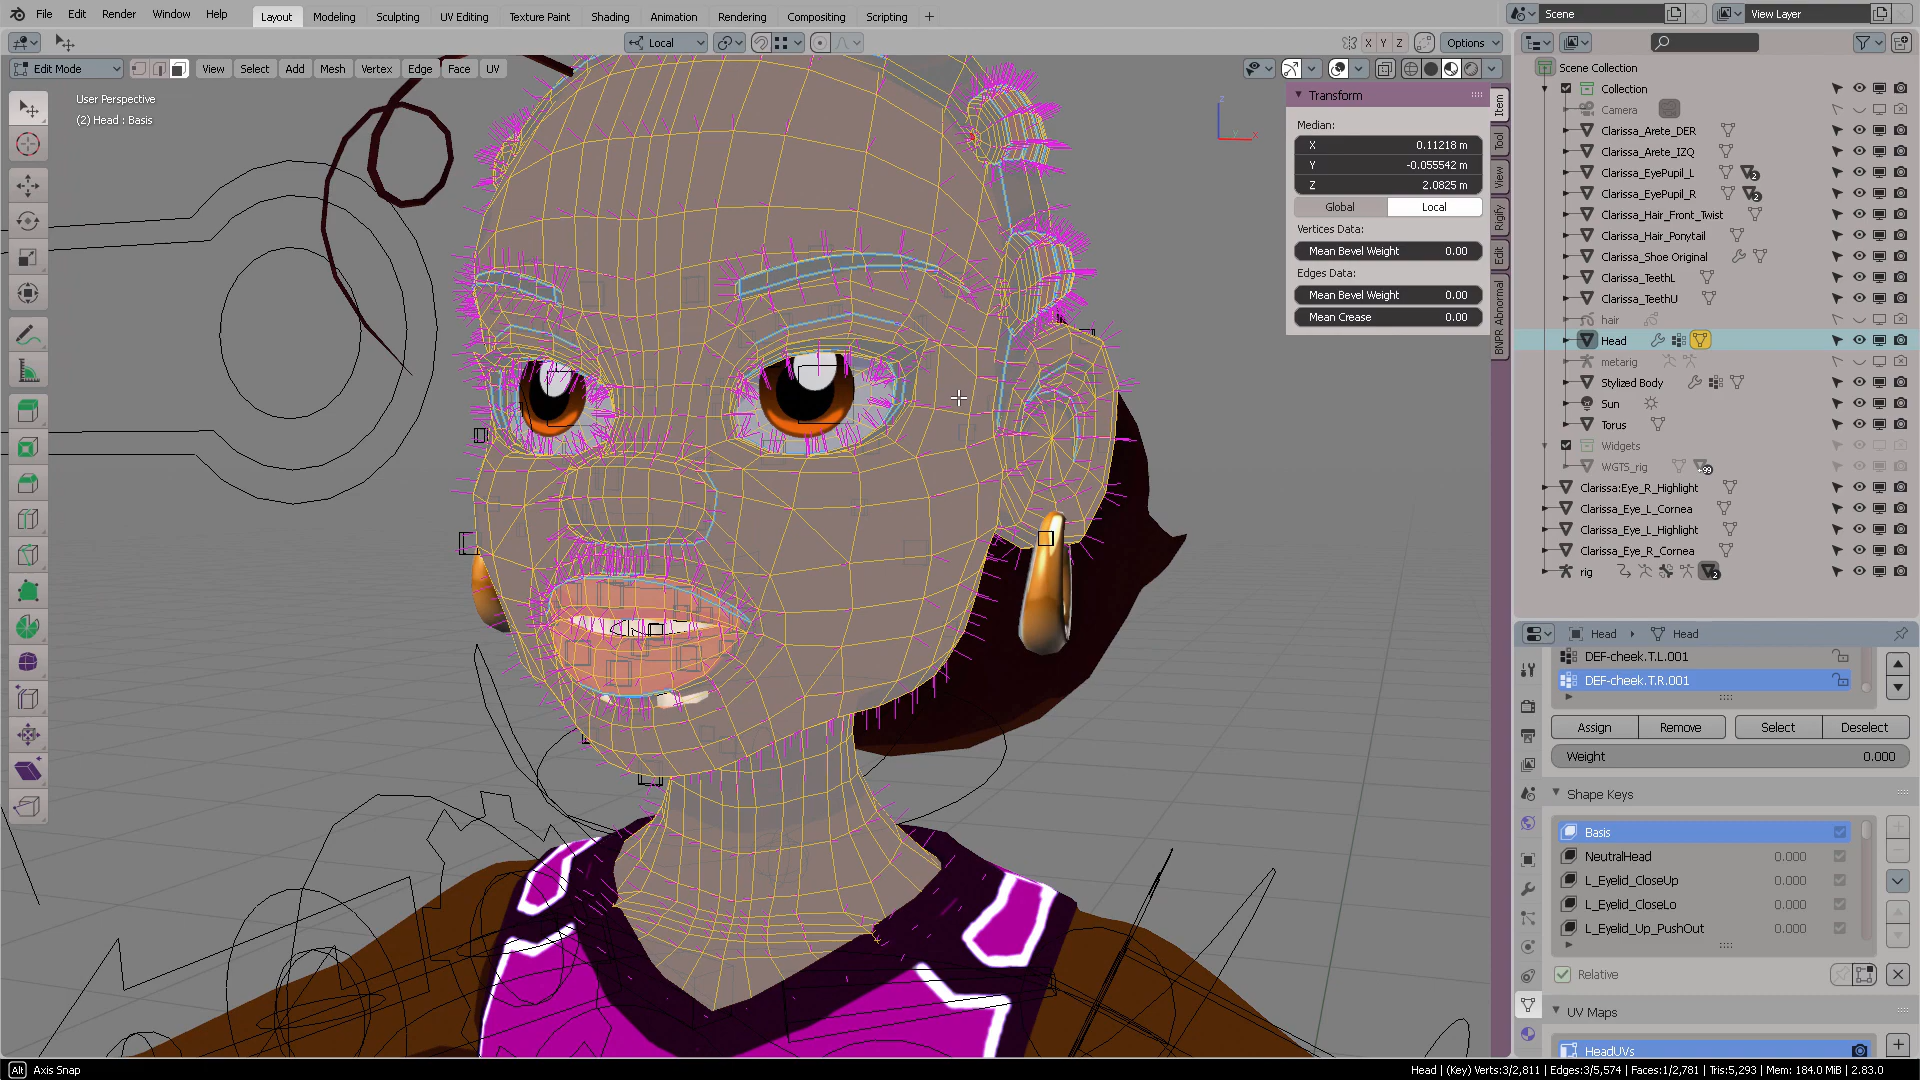 File Edit Render Window Help Layout Modeling Sculpting UV Editing Texture Paint Shading Animation Rendering Compositing Scripting + Scene View Layer
Local X Y Z Options
Edit Mode View Select Add Mesh Vertex Edge Face UV
User Perspective
(2) Head : Basis
Transform
Median:
X 0.11218 m
Y -0.055542 m
Z 2.0825 m
Global Local
Vertices Data:
Mean Bevel Weight 0.00
Edges Data:
Mean Bevel Weight 0.00
Mean Crease 0.00
Item
Tool
View
Rigify
Edit
BNPR Abnormal
Scene Collection
Collection
Camera
Clarissa_Arete_DER
Clarissa_Arete_IZQ
Clarissa_EyePupil_L 2
Clarissa_EyePupil_R 2
Clarissa_Hair_Front_Twist
Clarissa_Hair_Ponytail
Clarissa_Shoe Original
Clarissa_TeethL
Clarissa_TeethU
hair
Head
metarig
Stylized Body
Sun
Torus
Widgets
WGTS_rig +99
Clarissa:Eye_R_Highlight
Clarissa_Eye_L_Cornea
Clarissa_Eye_L_Highlight
Clarissa_Eye_R_Cornea
rig 2
Head Head
DEF-cheek.T.L.001
DEF-cheek.T.R.001
Assign Remove Select Deselect
Weight 0.000
Shape Keys
Basis
NeutralHead 0.000
L_Eyelid_CloseUp 0.000
L_Eyelid_CloseLo 0.000
L_Eyelid_Up_PushOut 0.000
Relative
UV Maps
HeadUVs
Alt Axis Snap
Head | (Key) Verts:3/2,811 | Edges:3/5,574 | Faces:1/2,781 | Tris:5,293 | Mem: 184.0 MiB | 2.83.0